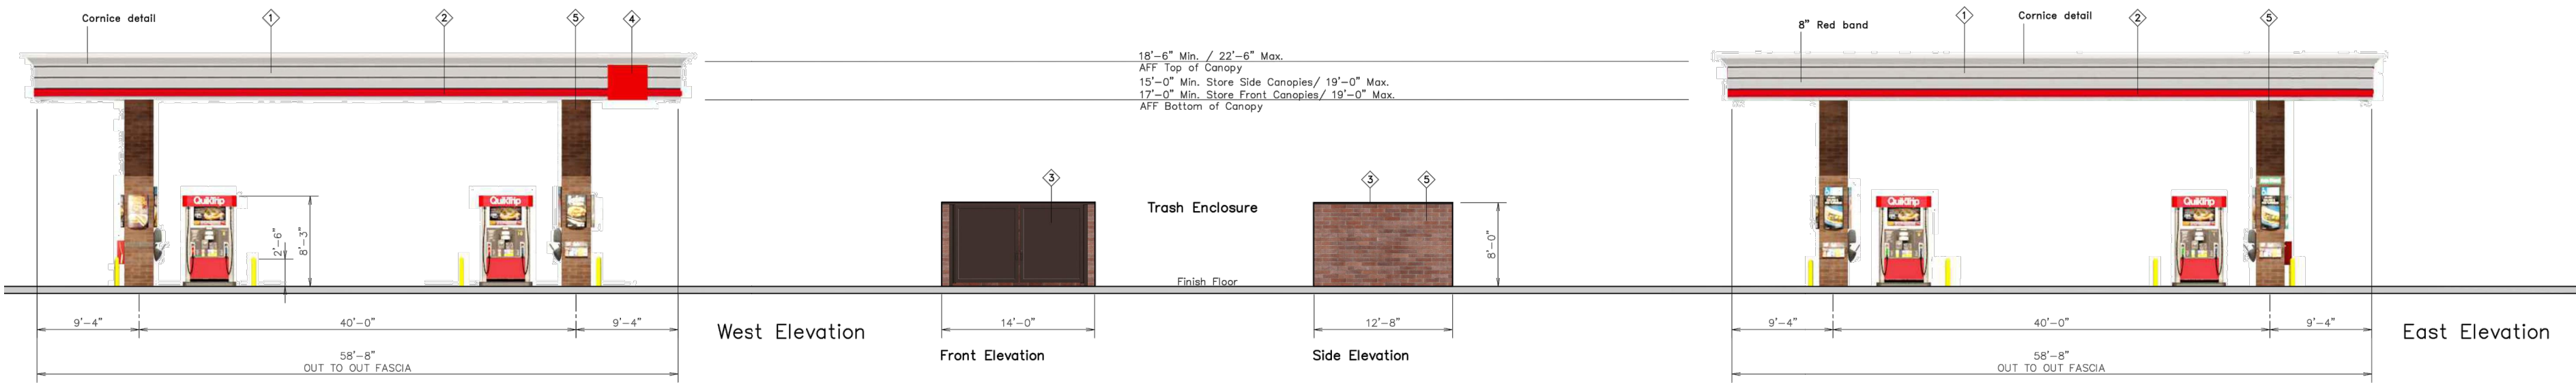 Cornice detail
1
2
5
4
QuikTrip
QuikTrip
2'-6"
8'-3"
9'-4"
40'-0"
9'-4"
58'-8"
OUT TO OUT FASCIA
West Elevation
18'-6" Min. / 22'-6" Max.
AFF Top of Canopy
15'-0" Min. Store Side Canopies/ 19'-0" Max.
17'-0" Min. Store Front Canopies/ 19'-0" Max.
AFF Bottom of Canopy
3
Trash Enclosure
3
5
8'-0"
Finish Floor
14'-0"
12'-8"
Front Elevation
Side Elevation
8" Red band
1
Cornice detail
2
5
QuikTrip
QuikTrip
9'-4"
40'-0"
9'-4"
58'-8"
OUT TO OUT FASCIA
East Elevation